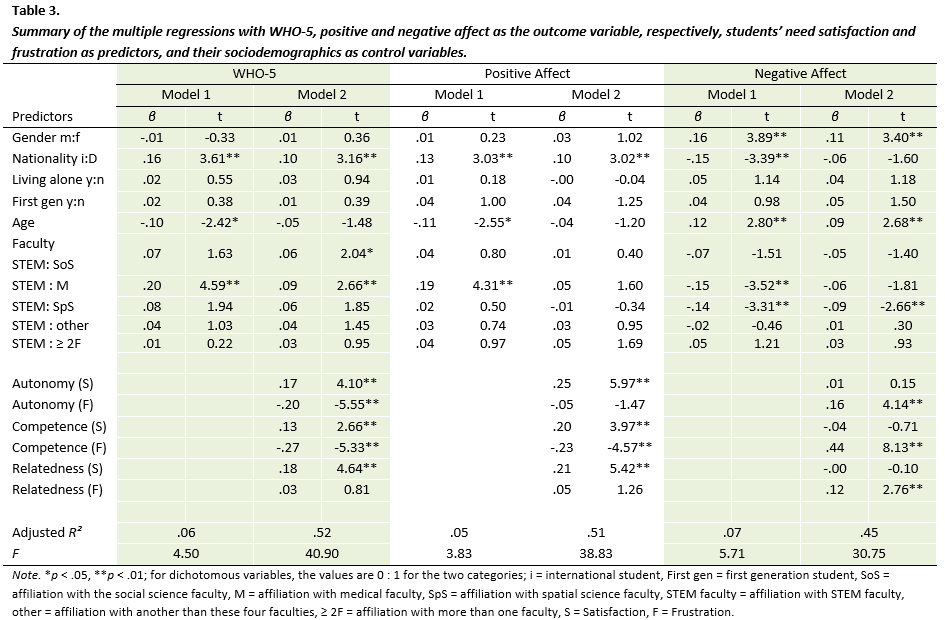 Table 3.
Summary of the multiple regressions with WHO-5, positive and negative affect as the outcome variable, respectively, students' need satisfaction and
frustration as predictors, and their sociodemographics as control variables.
WHO-5 Positive Affect Negative Affect
Model 1 Model 2 Model 1 Model 2 Model 1 Model 2
Predictors β t β t β t β t β t β t
Gender m:f -.01 -0.33 .01 0.36 .01 0.23 .03 1.02 .16 3.89** .11 3.40**
Nationality i:D .16 3.61** .10 3.16** .13 3.03** .10 3.02** -.15 -3.39** -.06 -1.60
Living alone y:n .02 0.55 .03 0.94 .01 0.18 -.00 -0.04 .05 1.14 .04 1.18
First gen y:n .02 0.38 .01 0.39 .04 1.00 .04 1.25 .04 0.98 .05 1.50
Age -.10 -2.42* -.05 -1.48 -.11 -2.55* -.04 -1.20 .12 2.80** .09 2.68**
Faculty
STEM: SoS .07 1.63 .06 2.04* .04 0.80 .01 0.40 -.07 -1.51 -.05 -1.40
STEM : M .20 4.59** .09 2.66** .19 4.31** .05 1.60 -.15 -3.52** -.06 -1.81
STEM: SpS .08 1.94 .06 1.85 .02 0.50 -.01 -0.34 -.14 -3.31** -.09 -2.66**
STEM : other .04 1.03 .04 1.45 .03 0.74 .03 0.95 -.02 -0.46 .01 .30
STEM : ≥ 2F .01 0.22 .03 0.95 .04 0.97 .05 1.69 .05 1.21 .03 .93
Autonomy (S) .17 4.10** .25 5.97** .01 0.15
Autonomy (F) -.20 -5.55** -.05 -1.47 .16 4.14**
Competence (S) .13 2.66** .20 3.97** -.04 -0.71
Competence (F) -.27 -5.33** -.23 -4.57** .44 8.13**
Relatedness (S) .18 4.64** .21 5.42** -.00 -0.10
Relatedness (F) .03 0.81 .05 1.26 .12 2.76**
Adjusted R² .06 .52 .05 .51 .07 .45
F 4.50 40.90 3.83 38.83 5.71 30.75
Note. *p < .05, **p < .01; for dichotomous variables, the values are 0 : 1 for the two categories; i = international student, First gen = first generation student, SoS =
affiliation with the social science faculty, M = affiliation with medical faculty, SpS = affiliation with spatial science faculty, STEM faculty = affiliation with STEM faculty,
other = affiliation with another than these four faculties, ≥ 2F = affiliation with more than one faculty, S = Satisfaction, F = Frustration.